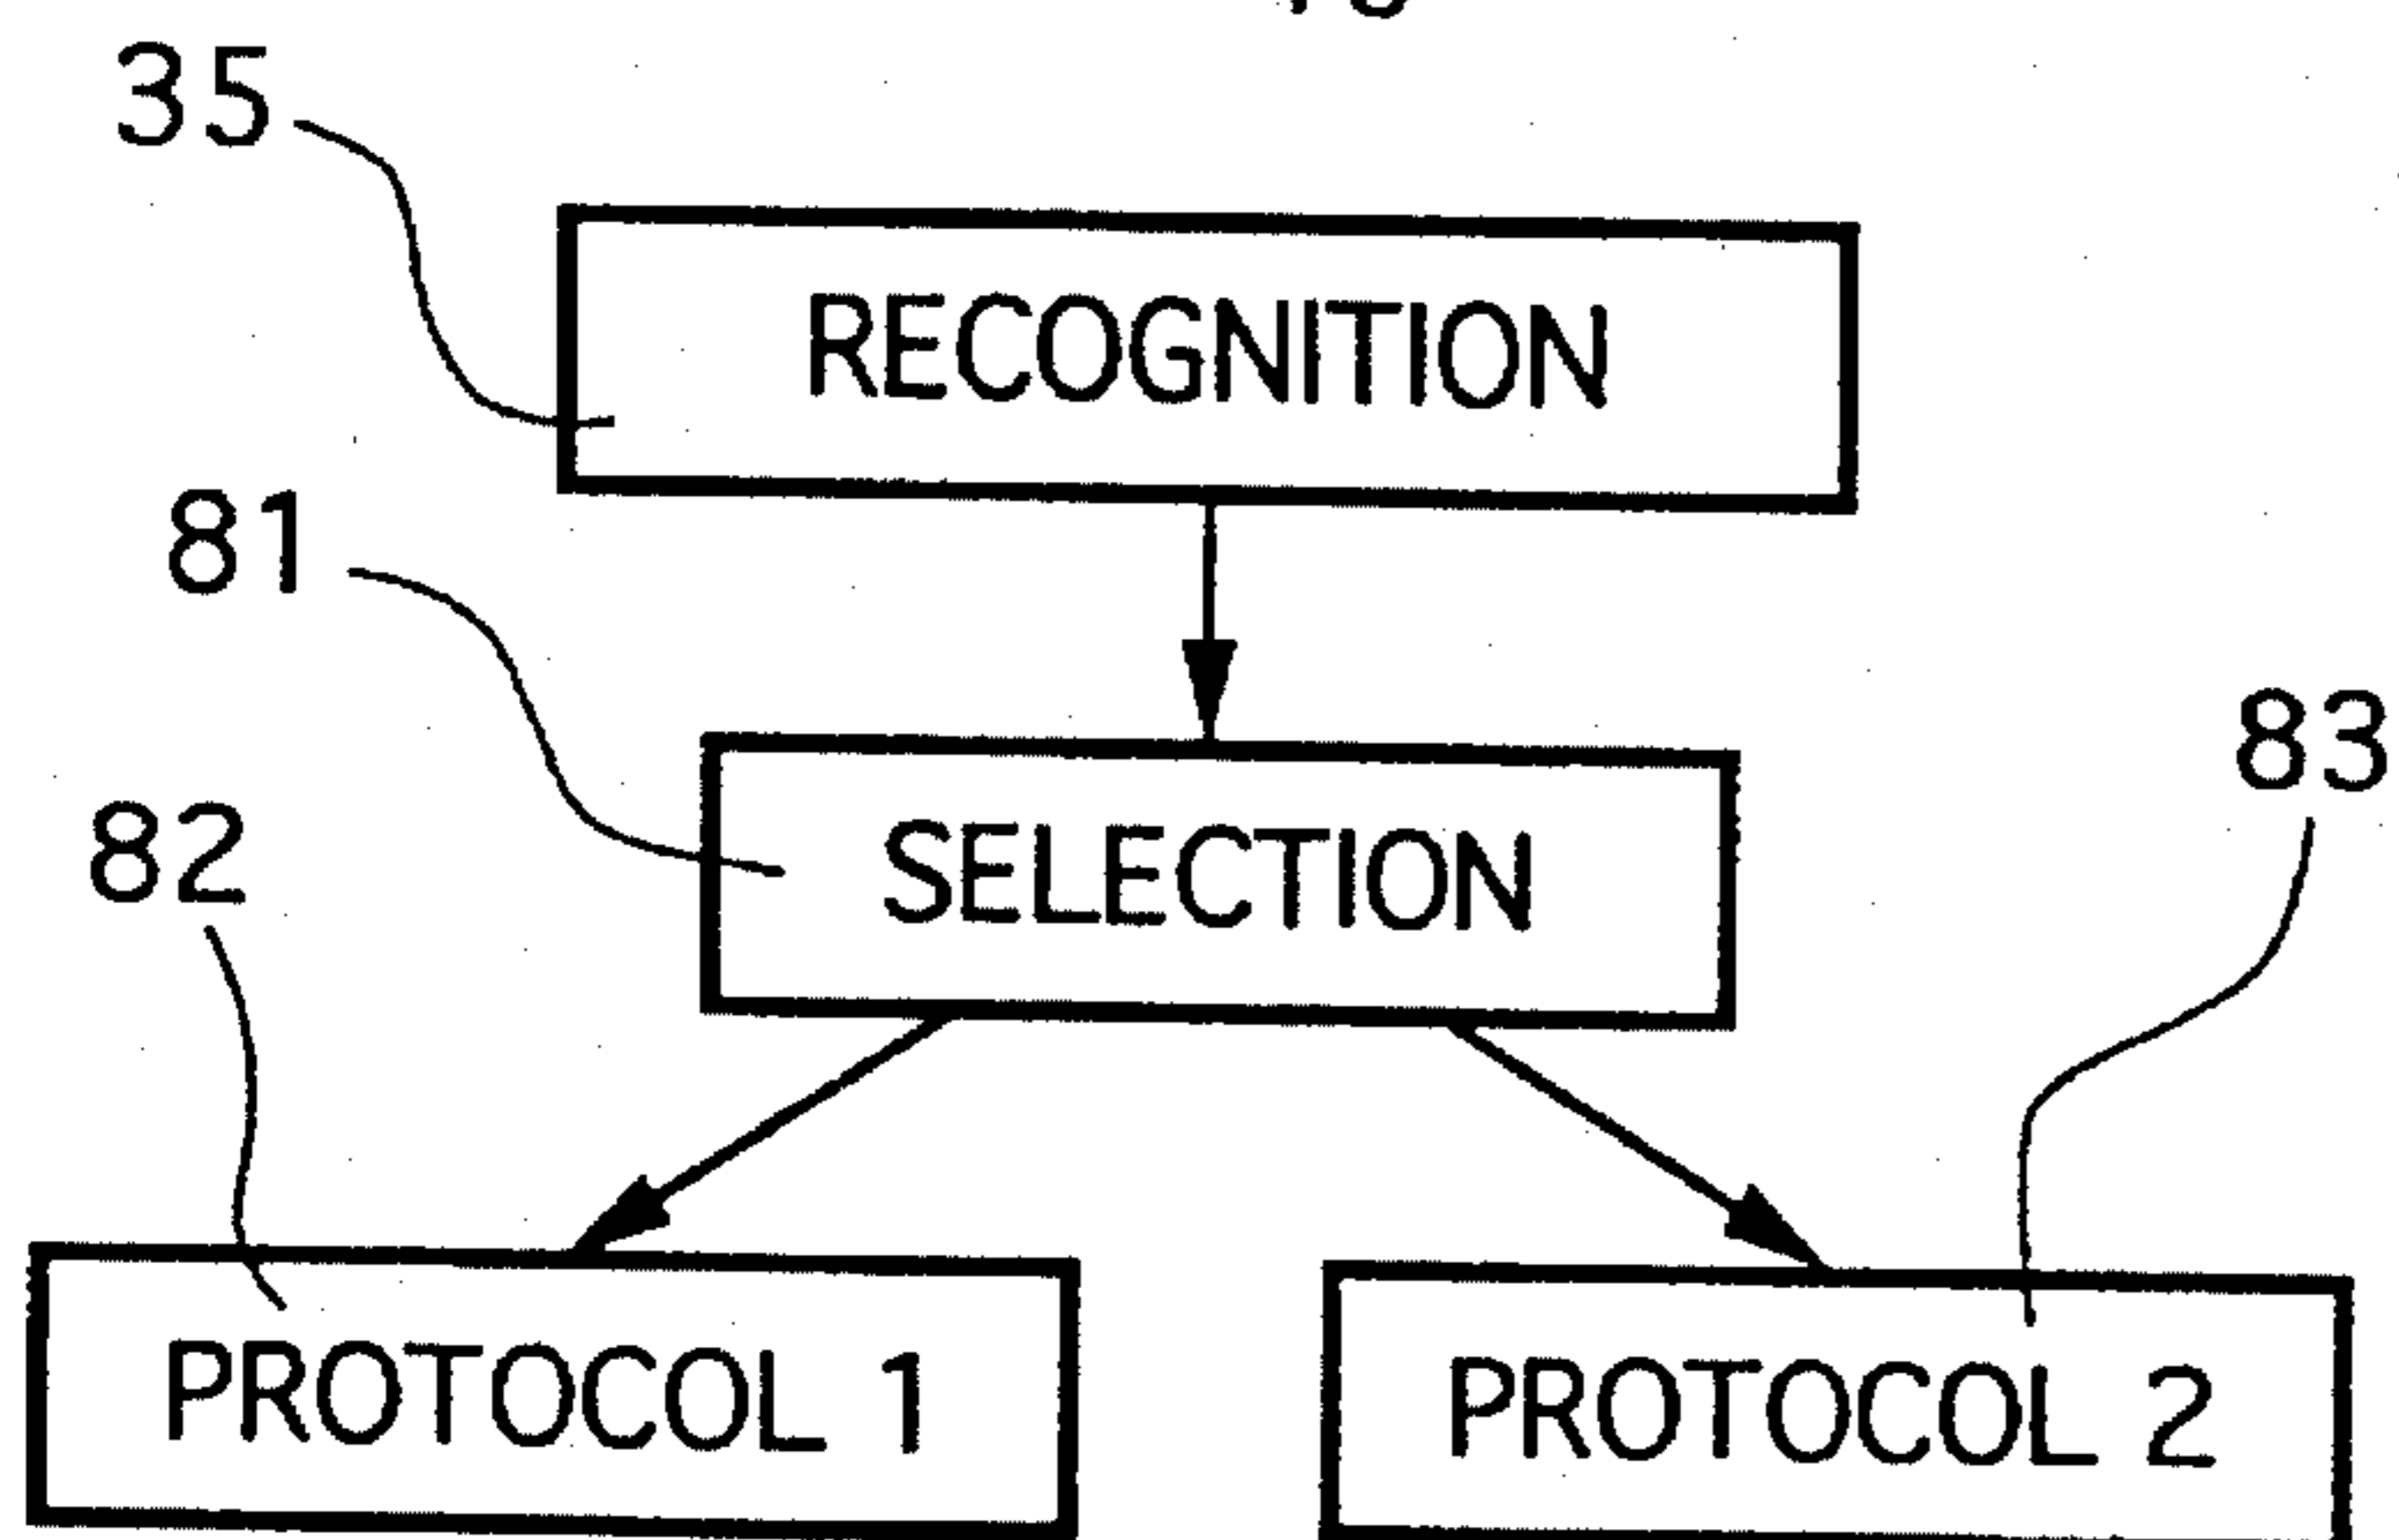 35
RECOGNITION
81
SELECTION
83
82
PROTOCOL 1
PROTOCOL 2